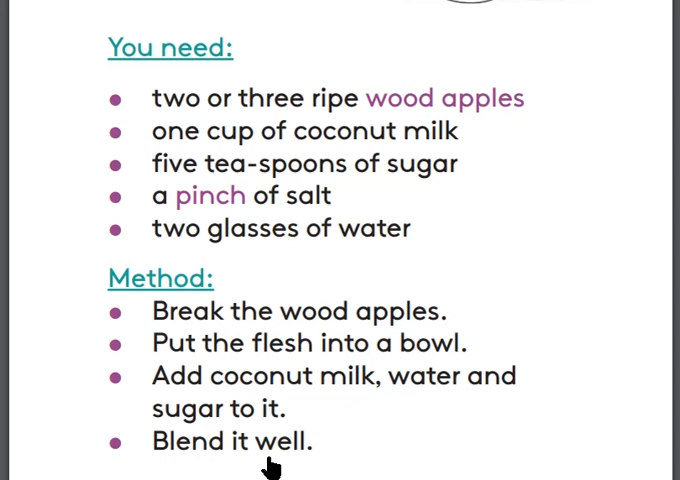 You need:
• two or three ripe wood apples
• one cup of coconut milk
• five tea-spoons of sugar
• a pinch of salt
• two glasses of water
Method:
• Break the wood apples.
• Put the flesh into a bowl.
• Add coconut milk, water and
sugar to it.
• Blend it well.